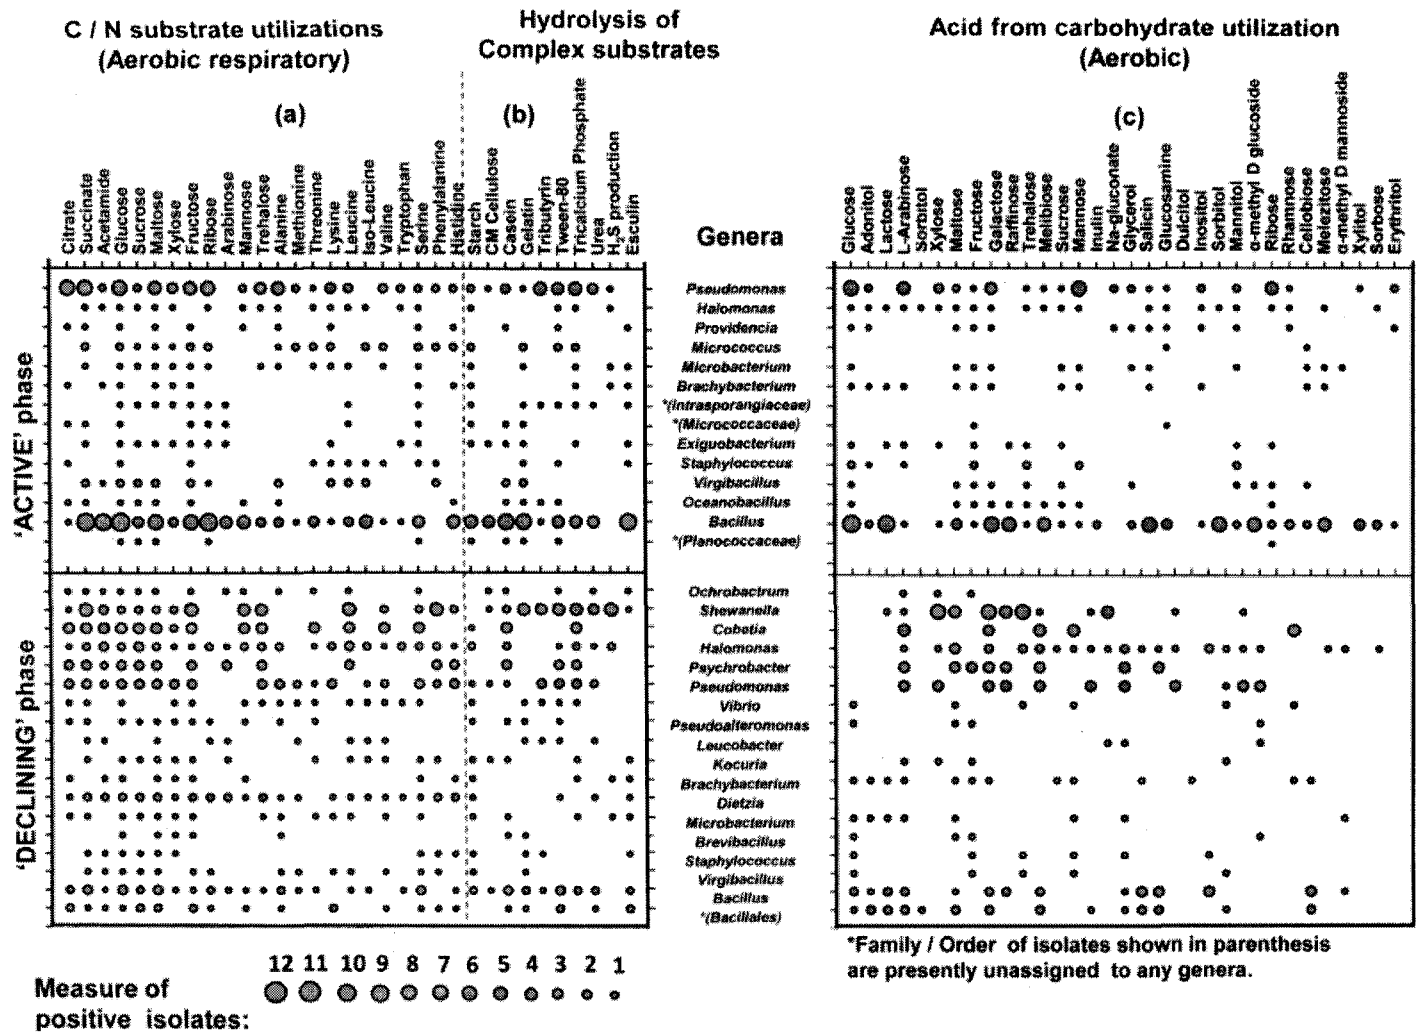 C / N substrate utilizations
(Aerobic respiratory)
Hydrolysis of
Complex substrates
Acid from carbohydrate utilization
(Aerobic)
(a)
(b)
(c)
Citrate
Succinate
Acetamide
Glucose
Sucrose
Maltose
Xylose
Fructose
Ribose
Arabinose
Mannose
Trehalose
Alanine
Methionine
Threonine
Lysine
Leucine
Iso-Leucine
Valine
Tryptophan
Serine
Phenylalanine
Histidine
Starch
CM Cellulose
Casein
Gelatin
Tributyrin
Tween-80
Tricalcium Phosphate
Urea
H2S production
Esculin
Genera
Glucose
Adonitol
Lactose
L-Arabinose
Sorbitol
Xylose
Maltose
Fructose
Galactose
Raffinose
Trehalose
Melibiose
Sucrose
Mannose
Inulin
Na-gluconate
Glycerol
Salicin
Glucosamine
Dulcitol
Inositol
Sorbitol
Mannitol
α-methyl D glucoside
Ribose
Rhamnose
Cellobiose
Melezitose
α-methyl D mannoside
Xylitol
Sorbose
Erythritol
'ACTIVE' phase
Pseudomonas
Halomonas
Providencia
Micrococcus
Microbacterium
Brachybacterium
*(Intrasporangiaceae)
*(Micrococcaceae)
Exiguobacterium
Staphylococcus
Virgibacillus
Oceanobacillus
Bacillus
*(Planococcaceae)
'DECLINING' phase
Ochrobactrum
Shewanella
Cobetia
Halomonas
Psychrobacter
Pseudomonas
Vibrio
Pseudoalteromonas
Leucobacter
Kocuria
Brachybacterium
Dietzia
Microbacterium
Brevibacillus
Staphylococcus
Virgibacillus
Bacillus
*(Bacillales)
12 11 10 9 8 7 6 5 4 3 2 1
Measure of
positive isolates:
*Family / Order of isolates shown in parenthesis
are presently unassigned to any genera.